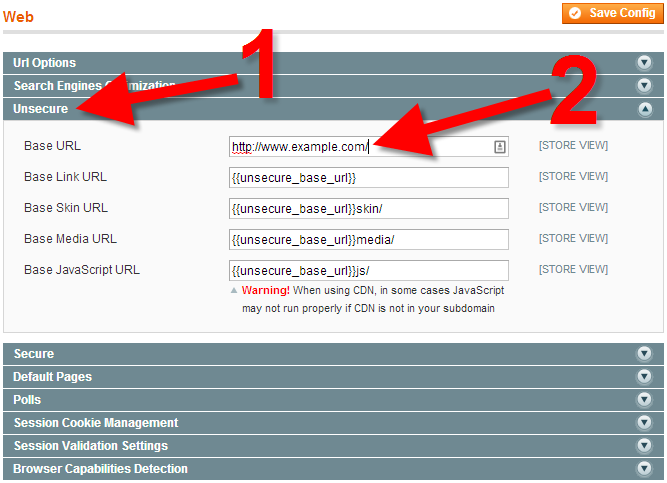 Web
Save Config
Url Options
Search Engines Optimization
Unsecure
1
2
Base URL http://www.example.com/ [STORE VIEW]
Base Link URL {{unsecure_base_url}} [STORE VIEW]
Base Skin URL {{unsecure_base_url}}skin/ [STORE VIEW]
Base Media URL {{unsecure_base_url}}media/ [STORE VIEW]
Base JavaScript URL {{unsecure_base_url}}js/ [STORE VIEW]
Warning! When using CDN, in some cases JavaScript
may not run properly if CDN is not in your subdomain
Secure
Default Pages
Polls
Session Cookie Management
Session Validation Settings
Browser Capabilities Detection